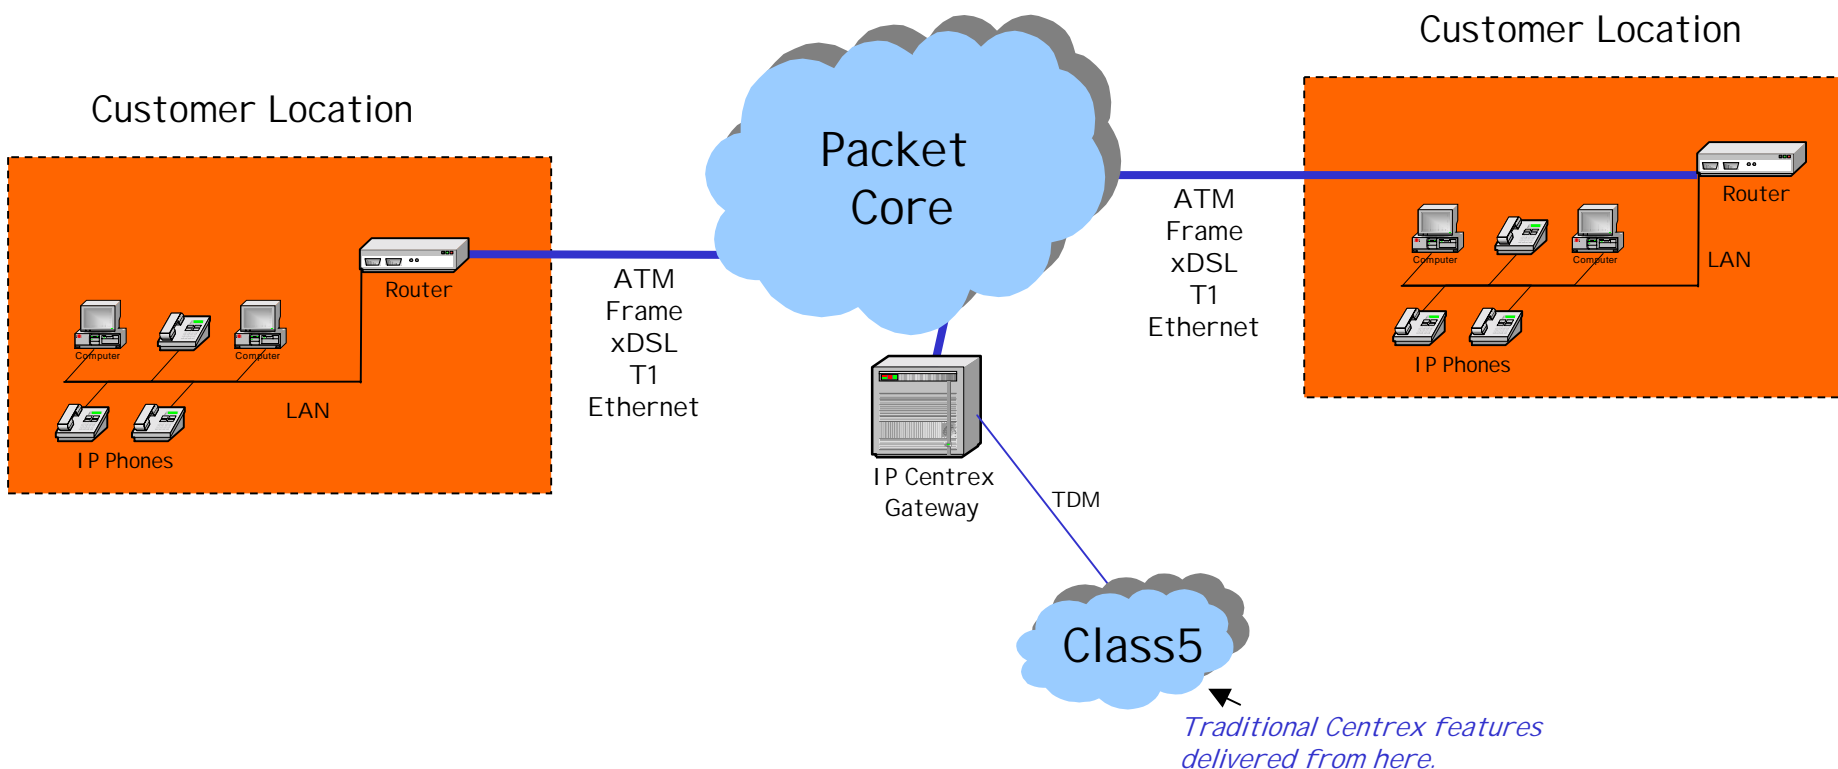 Customer Location
Customer Location
Packet
Core
Router
Computer
Computer
LAN
IP Phones
ATM
Frame
xDSL
T1
Ethernet
ATM
Frame
xDSL
T1
Ethernet
Router
Computer
Computer
LAN
IP Phones
IP Centrex
Gateway
TDM
Class5
Traditional Centrex features
delivered from here.